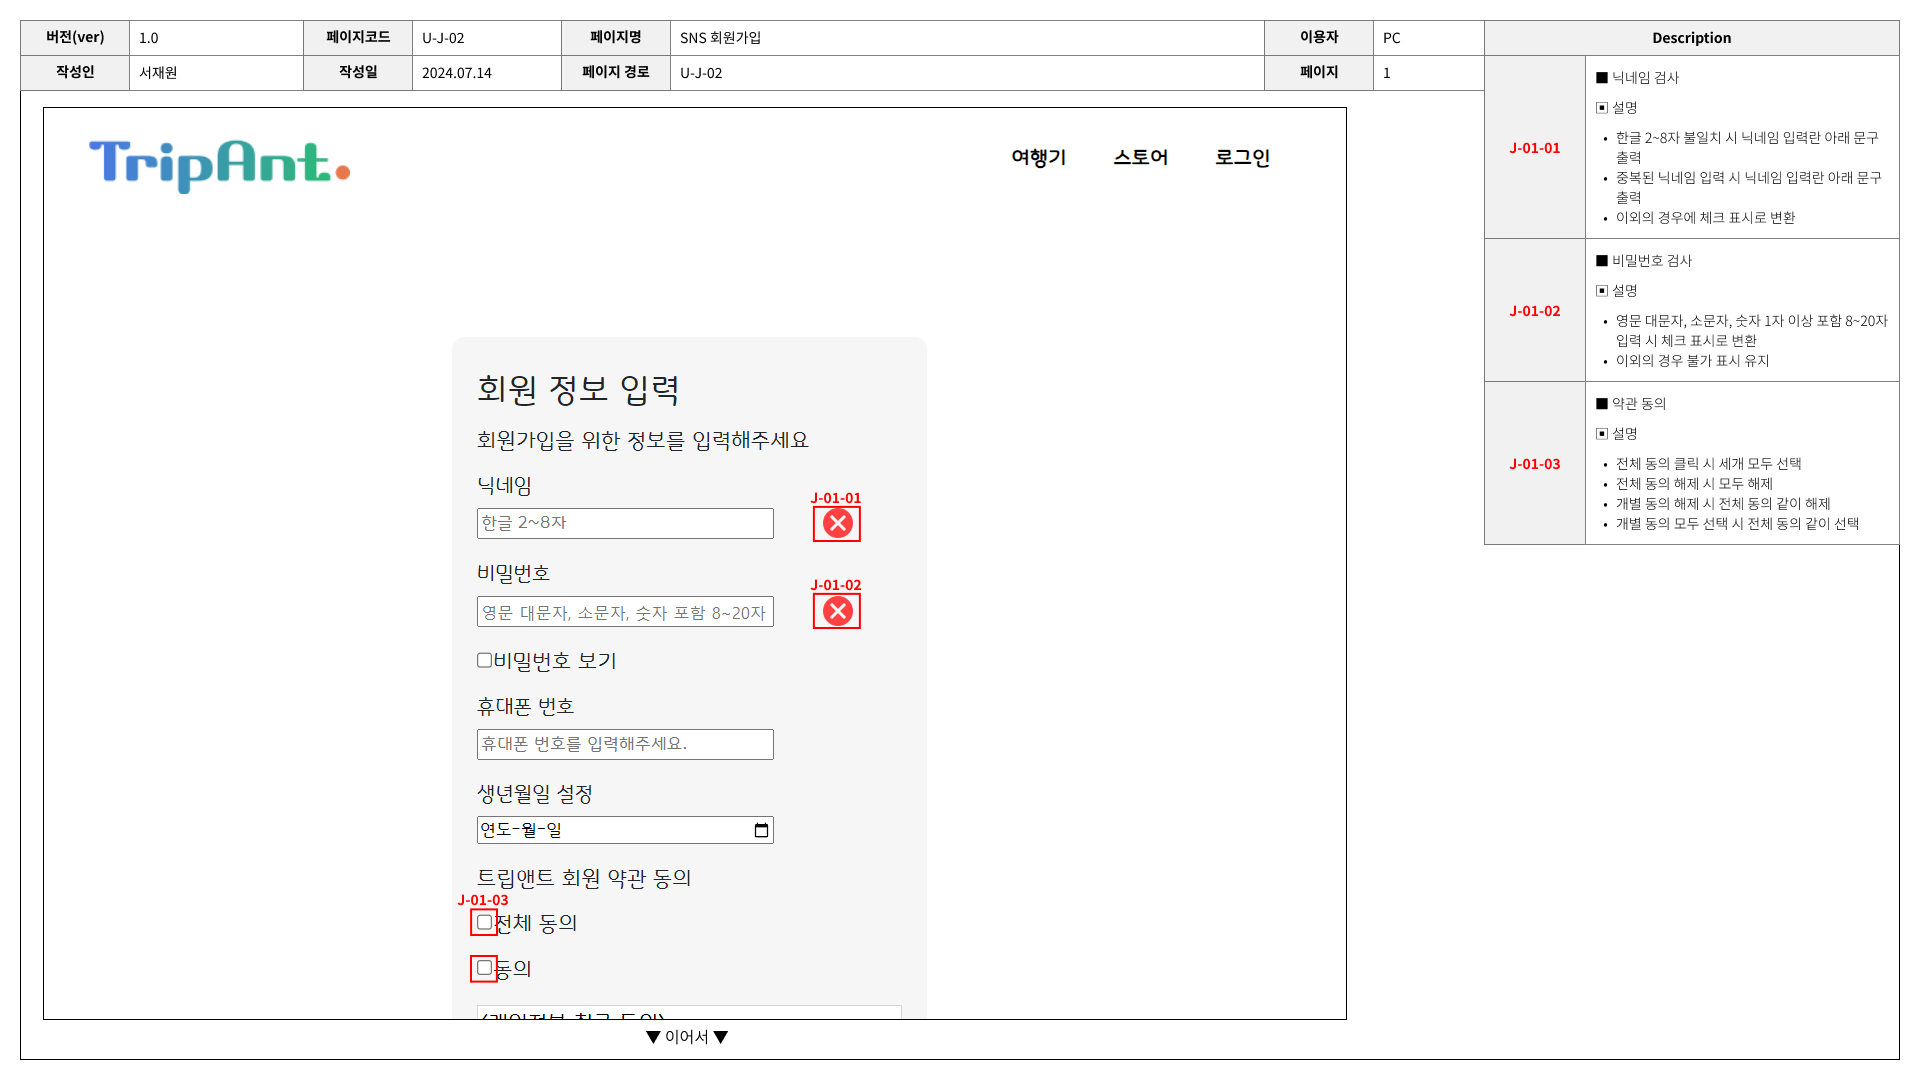 버전(ver) 1.0 페이지코드 U-J-02 페이지명 SNS 회원가입 이용자 PC Description
작성인 서재원 작성일 2024.07.14 페이지 경로 U-J-02 페이지 1
TripAnt.
여행기 스토어 로그인
회원 정보 입력
회원가입을 위한 정보를 입력해주세요
닉네임
J-01-01
한글 2~8자
비밀번호
J-01-02
영문 대문자, 소문자, 숫자 포함 8~20자
비밀번호 보기
휴대폰 번호
휴대폰 번호를 입력해주세요.
생년월일 설정
연도-월-일
트립앤트 회원 약관 동의
J-01-03
전체 동의
동의
▼ 이어서 ▼
J-01-01
■ 닉네임 검사
▣ 설명
• 한글 2~8자 불일치 시 닉네임 입력란 아래 문구
출력
• 중복된 닉네임 입력 시 닉네임 입력란 아래 문구
출력
• 이외의 경우에 체크 표시로 변환
J-01-02
■ 비밀번호 검사
▣ 설명
• 영문 대문자, 소문자, 숫자 1자 이상 포함 8~20자
입력 시 체크 표시로 변환
• 이외의 경우 불가 표시 유지
J-01-03
■ 약관 동의
▣ 설명
• 전체 동의 클릭 시 세개 모두 선택
• 전체 동의 해제 시 모두 해제
• 개별 동의 해제 시 전체 동의 같이 해제
• 개별 동의 모두 선택 시 전체 동의 같이 선택